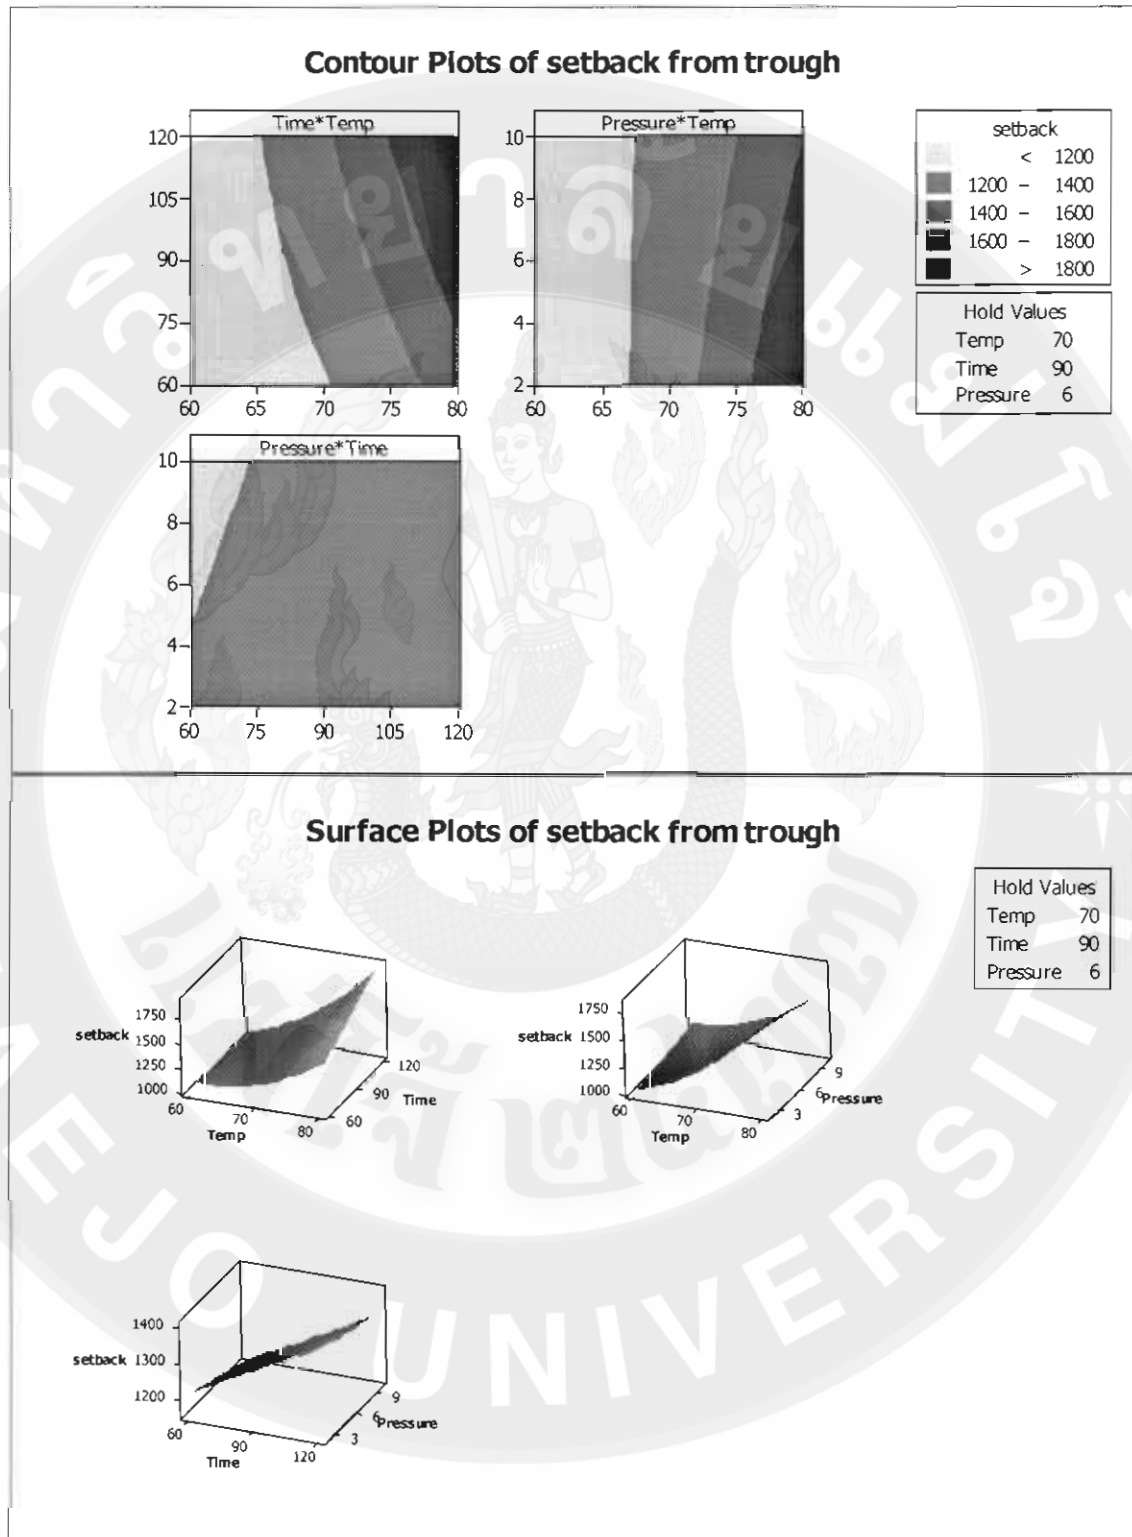 Contour Plots of setback from trough
Time*Temp
120
105
90
75
60
60 65 70 75 80
Pressure*Temp
10
8
6
4
2
60 65 70 75 80
setback
< 1200
1200 – 1400
1400 – 1600
1600 – 1800
> 1800
Hold Values
Temp 70
Time 90
Pressure 6
Pressure*Time
10
8
6
4
2
60 75 90 105 120
Surface Plots of setback from trough
Hold Values
Temp 70
Time 90
Pressure 6
1750
setback 1500
1250
1000
60 70 80
Temp
60 90 120
Time
1750
setback 1500
1250
1000
60 70 80
Temp
3 6 9
Pressure
1400
setback 1300
1200
60 90 120
Time
3 6 9
Pressure
UNIVERSITY